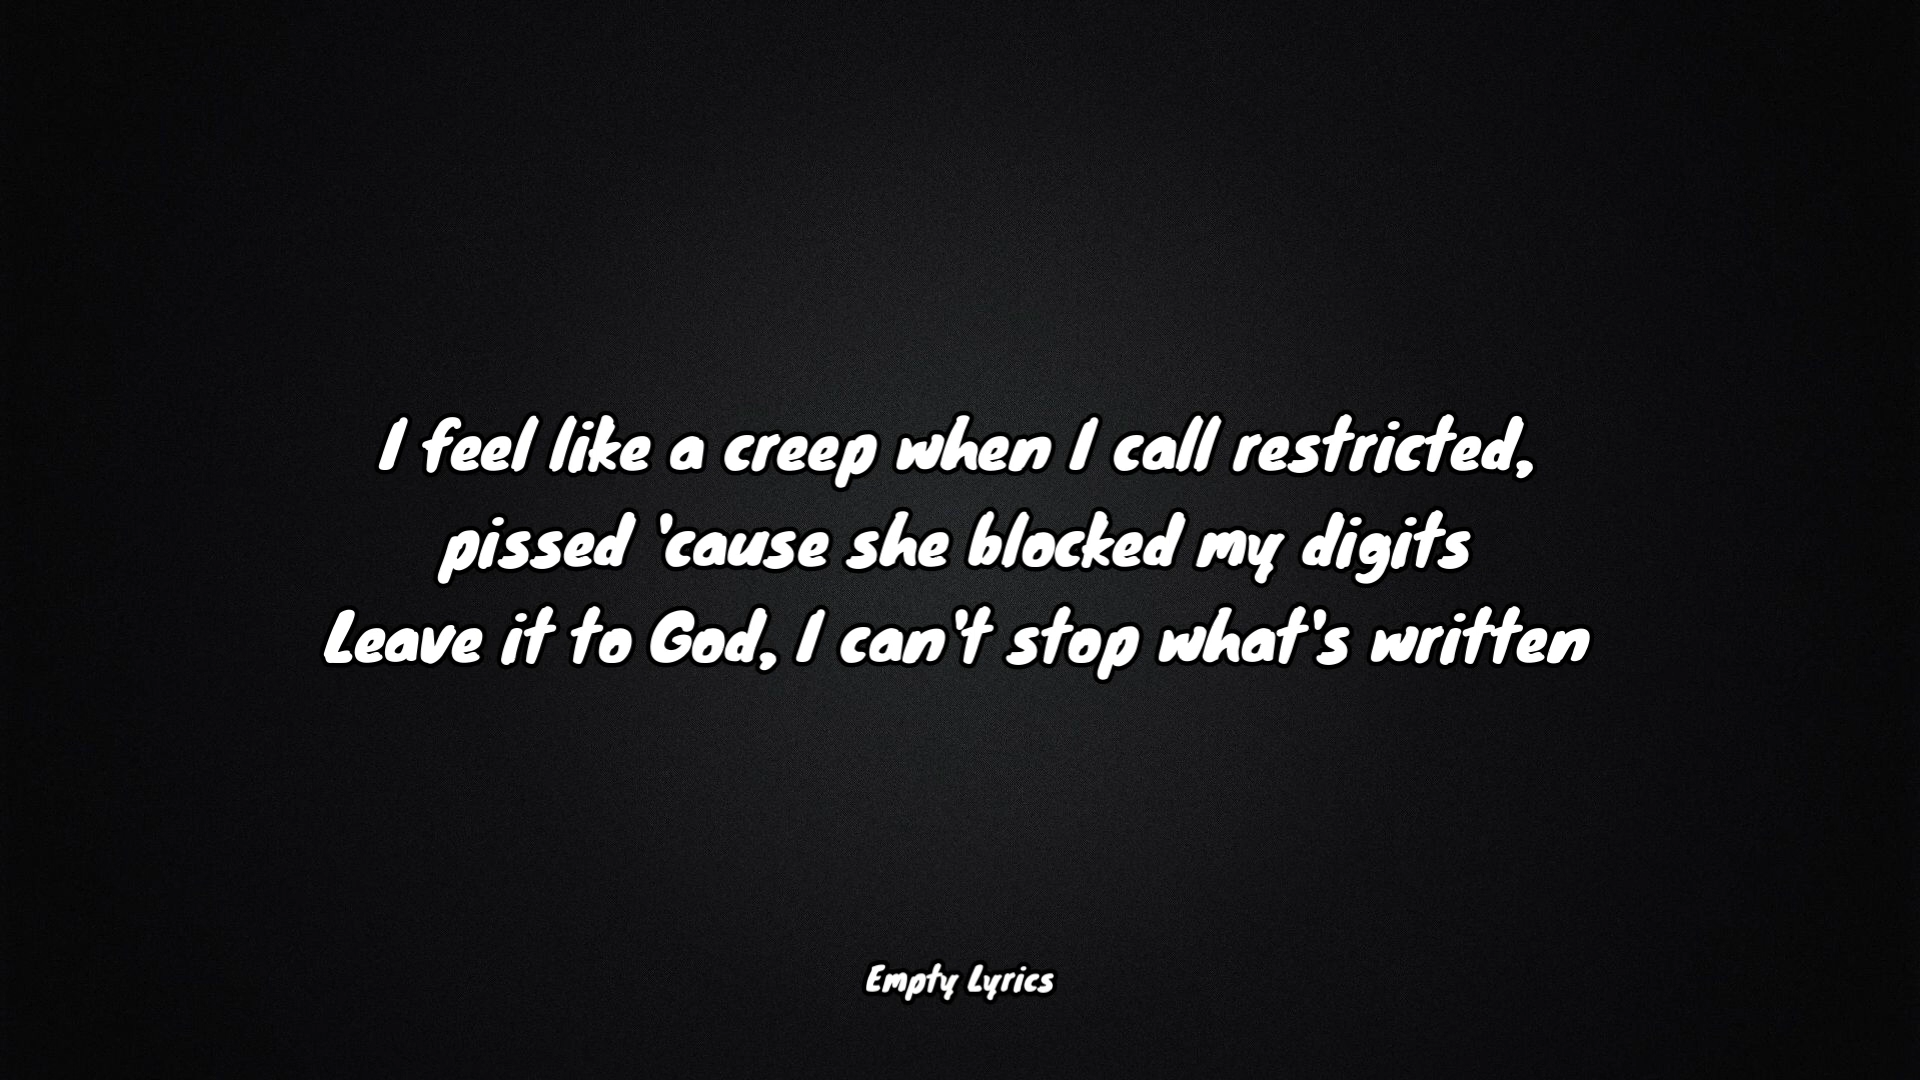 I feel like a creep when I call restricted,
pissed 'cause she blocked my digits
Leave it to God, I can't stop what's written
Empty Lyrics